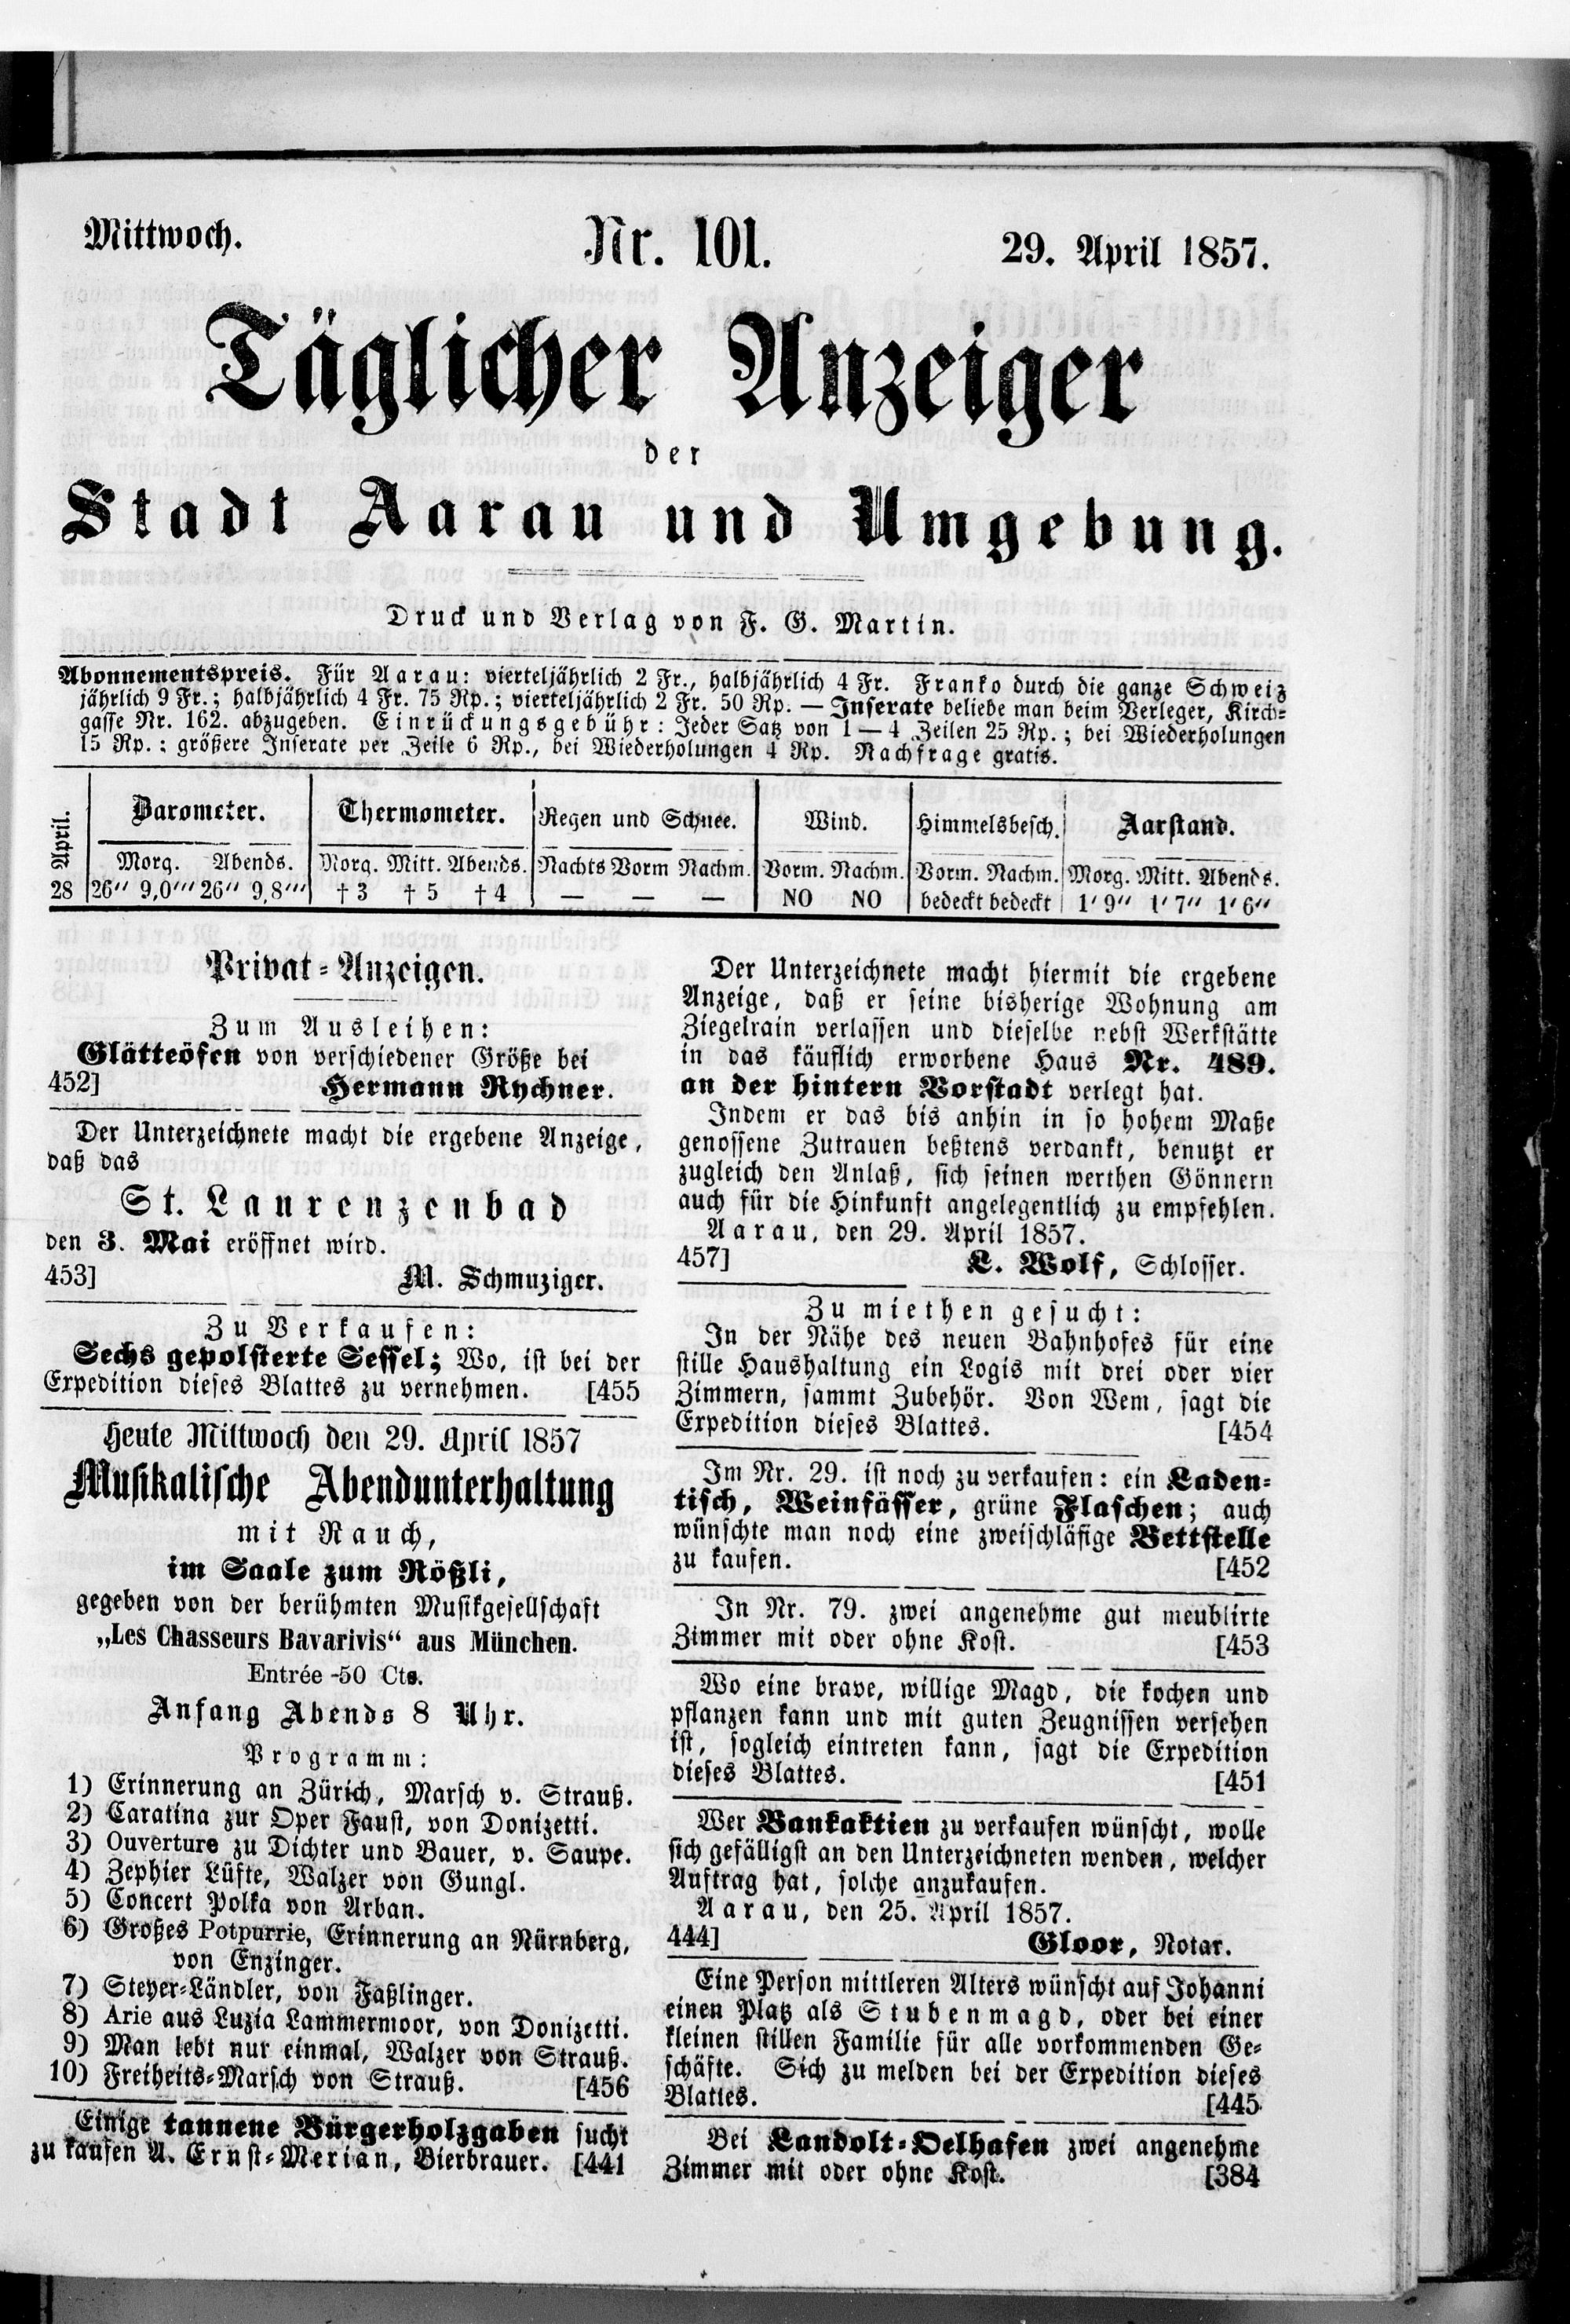 Mittwoch.
Nr. 101.
29. April 1857.
Täglicher Anzeiger
der
Stadt Aarau und Umgebung.
Druck und Verlag von F. G. Martin.
Abonnementspreis. Für Aarau: vierteljährlich 2 Fr., halbjährlich 4 Fr. Franko durch die ganze Schweiz
jährlich 9 Fr.; halbjährlich 4 Fr. 75 Rp.; vierteljährlich 2 Fr. 50 Rp. — Inserate beliebe man beim Verleger, Kirch-
gasse Nr. 162. abzugeben. Einrückungsgebühr: Jeder Satz von 1—4 Zeilen 25 Rp.; bei Wiederholungen
15 Rp.; größere Inserate per Zeile 6 Rp., bei Wiederholungen 4 Rp. Nachfrage gratis.
April. Barometer. Thermometer. Regen und Schnee. Wind. Himmelsbesch. Aarstand.
Morg. Abends. Morg. Mitt. Abends. Nachts Vorm Nachm. Vorm. Nachm. Vorm. Nachm. Morg. Mitt. Abends.
28 26'' 9,0''' 26'' 9,8''' † 3 † 5 † 4 — — — NO NO bedeckt bedeckt 1' 9'' 1' 7'' 1' 6''
Privat-Anzeigen.
Zum Ausleihen:
Glätteöfen von verschiedener Größe bei
452] Hermann Rychner.
Der Unterzeichnete macht die ergebene Anzeige,
daß das
St. Laurenzenbad
den 3. Mai eröffnet wird.
453] M. Schmuziger.
Zu Verkaufen:
Sechs gepolsterte Sessel; Wo, ist bei der
Expedition dieses Blattes zu vernehmen. [455
Heute Mittwoch den 29. April 1857
Musikalische Abendunterhaltung
mit Rauch,
im Saale zum Rößli,
gegeben von der berühmten Musikgesellschaft
„Les Chasseurs Bavarivis“ aus München.
Entrée -50 Cts.
Anfang Abends 8 Uhr.
Programm:
1) Erinnerung an Zürich, Marsch v. Strauß.
2) Caratina zur Oper Faust, von Donizetti.
3) Ouverture zu Dichter und Bauer, v. Saupe.
4) Zephier Lüfte, Walzer von Gungl.
5) Concert Polka von Arban.
6) Großes Potpurrie, Erinnerung an Nürnberg,
von Enzinger.
7) Steyer-Ländler, von Faßlinger.
8) Arie aus Luzia Lammermoor, von Donizetti.
9) Man lebt nur einmal, Walzer von Strauß.
10) Freiheits-Marsch von Strauß. [456
Einige tannene Bürgerholzgaben sucht
zu kaufen A. Ernst-Merian, Bierbrauer. [441
Der Unterzeichnete macht hiermit die ergebene
Anzeige, daß er seine bisherige Wohnung am
Ziegelrain verlassen und dieselbe nebst Werkstätte
in das käuflich erworbene Haus Nr. 489.
an der hintern Vorstadt verlegt hat.
Indem er das bis anhin in so hohem Maße
genossene Zutrauen beßtens verdankt, benutzt er
zugleich den Anlaß, sich seinen werthen Gönnern
auch für die Hinkunft angelegentlich zu empfehlen.
Aarau, den 29. April 1857.
457] L. Wolf, Schlosser.
Zu miethen gesucht:
In der Nähe des neuen Bahnhofes für eine
stille Haushaltung ein Logis mit drei oder vier
Zimmern, sammt Zubehör. Von Wem, sagt die
Expedition dieses Blattes. [454
Im Nr. 29. ist noch zu verkaufen: ein Laden-
tisch, Weinfässer, grüne Flaschen; auch
wünschte man noch eine zweischläfige Bettstelle
zu kaufen. [452
In Nr. 79. zwei angenehme gut meublirte
Zimmer mit oder ohne Kost. [453
Wo eine brave, willige Magd, die kochen und
pflanzen kann und mit guten Zeugnissen versehen
ist, sogleich eintreten kann, sagt die Expedition
dieses Blattes. [451
Wer Bankaktien zu verkaufen wünscht, wolle
sich gefälligst an den Unterzeichneten wenden, welcher
Auftrag hat, solche anzukaufen.
Aarau, den 25. April 1857.
444] Gloor, Notar.
Eine Person mittleren Alters wünscht auf Johanni
einen Platz als Stubenmagd, oder bei einer
kleinen stillen Familie für alle vorkommenden Ge-
schäfte. Sich zu melden bei der Expedition dieses
Blattes. [445
Bei Landolt-Oelhafen zwei angenehme
Zimmer mit oder ohne Kost. [384